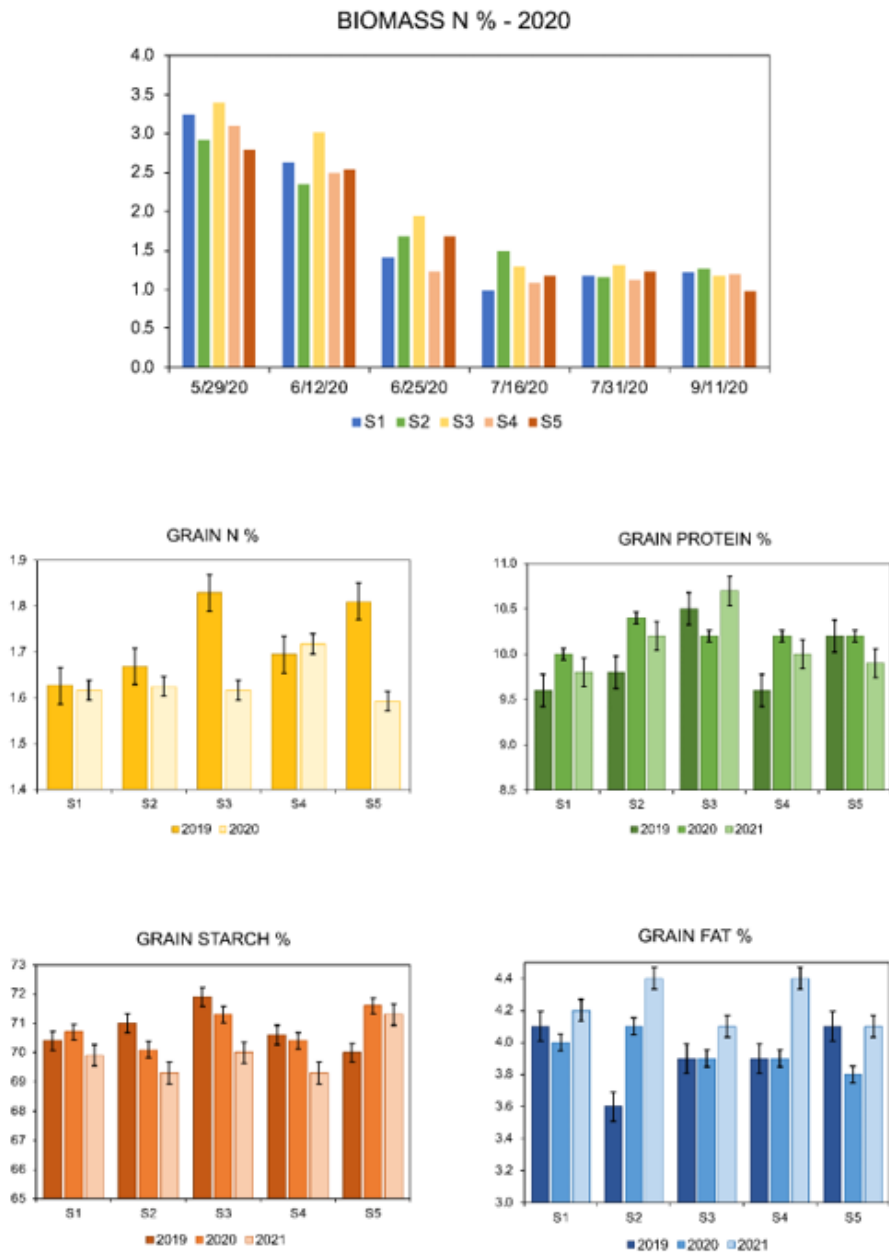 BIOMASS N % - 2020
4.0
3.5
3.0
2.5
2.0
1.5
1.0
0.5
0.0
5/29/20 6/12/20 6/25/20 7/16/20 7/31/20 9/11/20
S1 S2 S3 S4 S5
GRAIN N %
1.9
1.8
1.7
1.6
1.5
1.4
S1 S2 S3 S4 S5
2019 2020
GRAIN PROTEIN %
11.0
10.5
10.0
9.5
9.0
8.5
S1 S2 S3 S4 S5
2019 2020 2021
GRAIN STARCH %
73
72
71
70
69
68
67
66
65
S1 S2 S3 S4 S5
2019 2020 2021
GRAIN FAT %
4.4
4.2
4.0
3.8
3.6
3.4
3.2
3.0
S1 S2 S3 S4 S5
2019 2020 2021